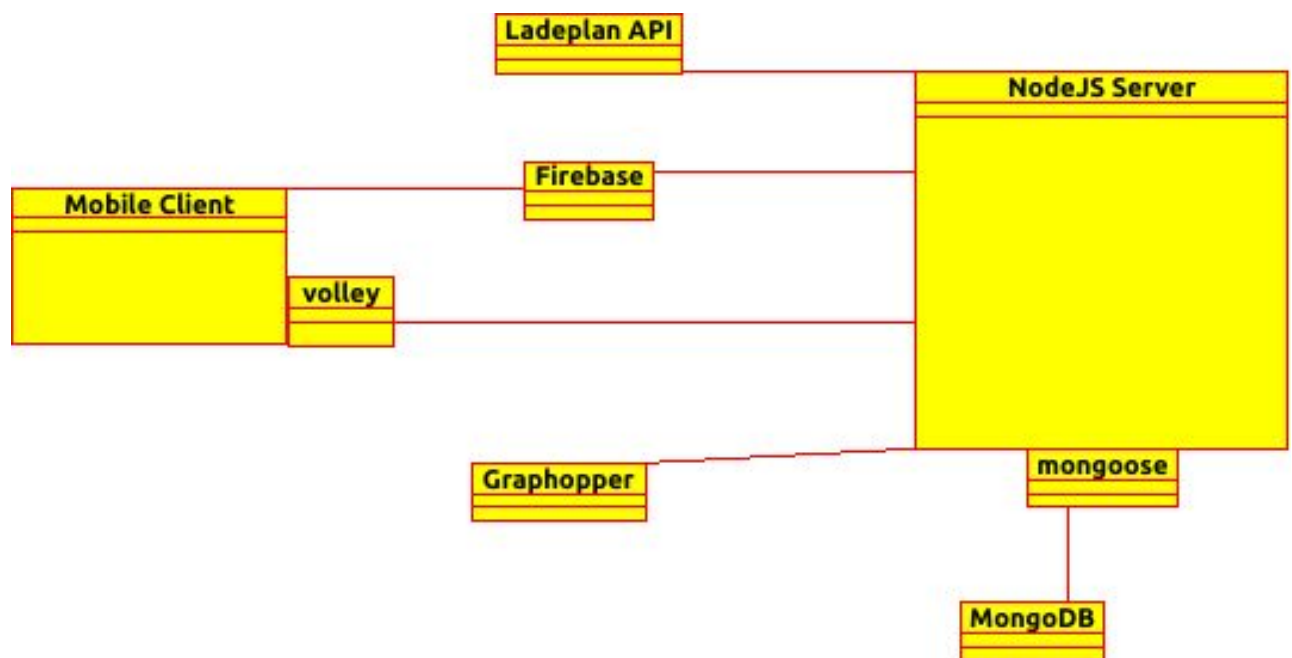 Ladeplan API
NodeJS Server
Firebase
Mobile Client
volley
Graphopper
mongoose
MongoDB